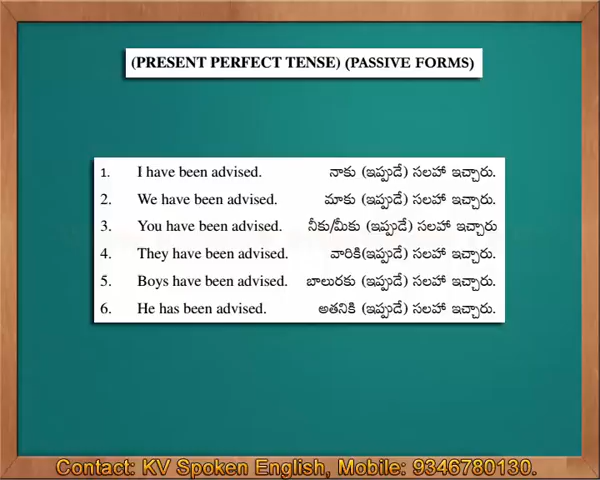 (PRESENT PERFECT TENSE) (PASSIVE FORMS)
1. I have been advised. నాకు (ఇప్పుడే) సలహా ఇచ్చారు.
2. We have been advised. మాకు (ఇప్పుడే) సలహా ఇచ్చారు.
3. You have been advised. నీకు/మీకు (ఇప్పుడే) సలహా ఇచ్చారు
4. They have been advised. వారికి(ఇప్పుడే) సలహా ఇచ్చారు.
5. Boys have been advised. బాలురకు (ఇప్పుడే) సలహా ఇచ్చారు.
6. He has been advised. అతనికి (ఇప్పుడే) సలహా ఇచ్చారు.
Contact: KV Spoken English, Mobile: 9346780130.